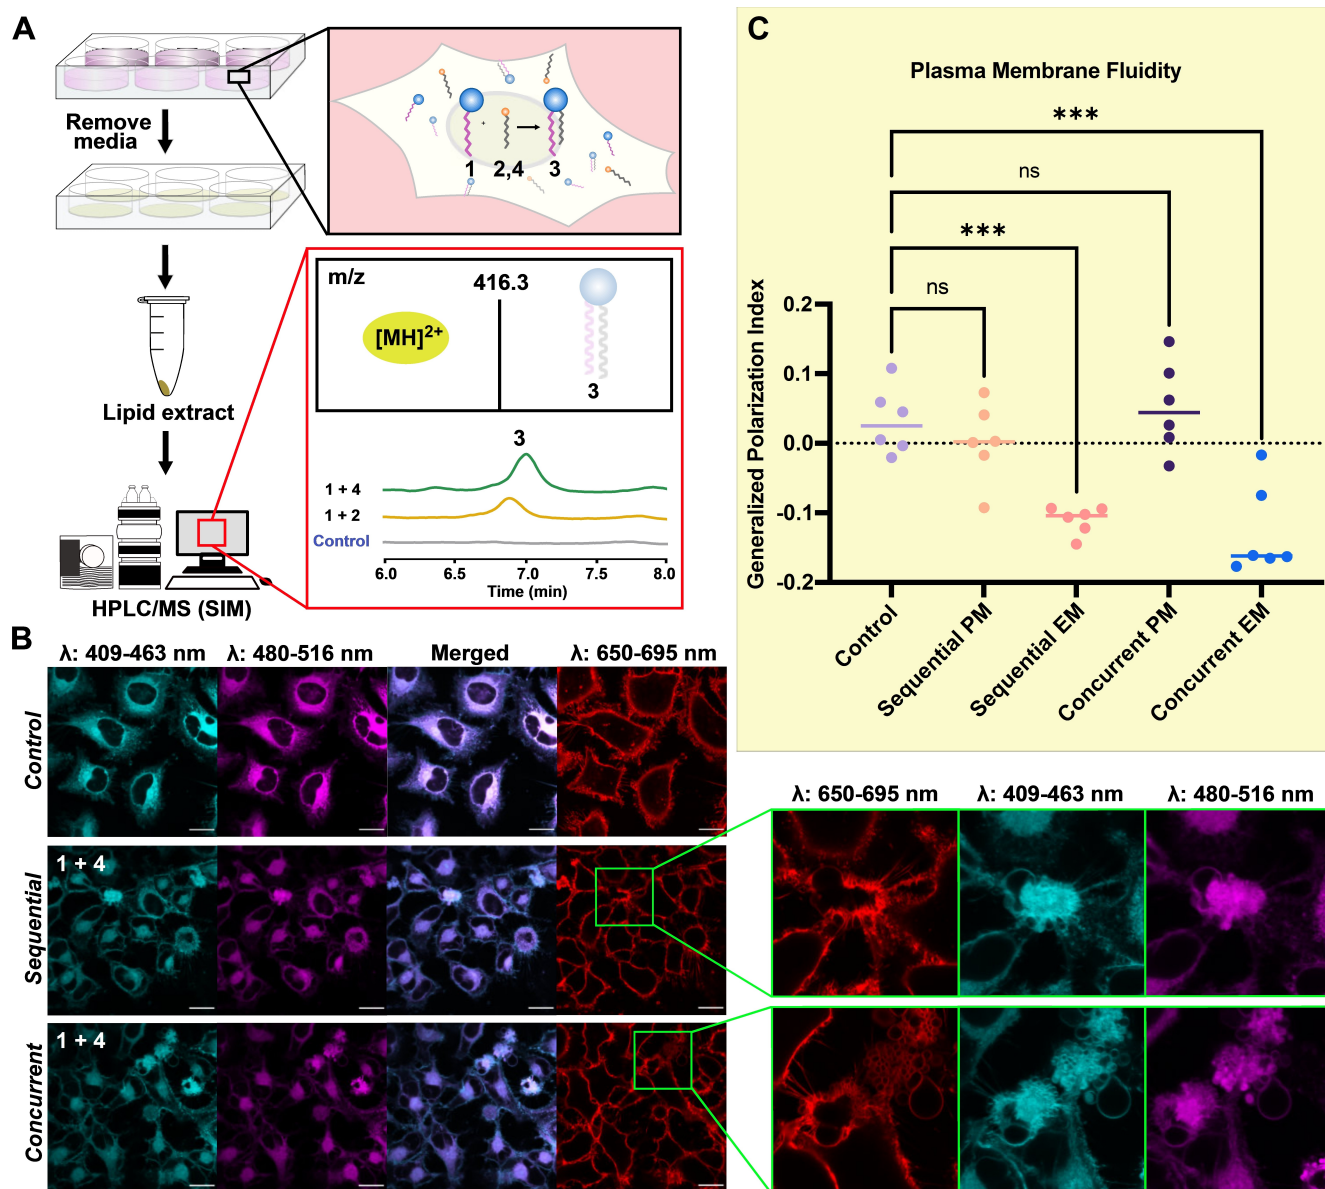 A
Remove
media
Lipid extract
HPLC/MS (SIM)
+
1 2,4 3
m/z
416.3
[MH]²⁺
3
3
1 + 4
1 + 2
Control
6.0 6.5 7.0 7.5 8.0
Time (min)
B
λ: 409-463 nm λ: 480-516 nm Merged λ: 650-695 nm
Control
Sequential
1 + 4
Concurrent
1 + 4
C
Plasma Membrane Fluidity
***
ns
***
ns
Generalized Polarization Index
0.2
0.1
0.0
-0.1
-0.2
Control
Sequential PM
Sequential EM
Concurrent PM
Concurrent EM
λ: 650-695 nm λ: 409-463 nm λ: 480-516 nm